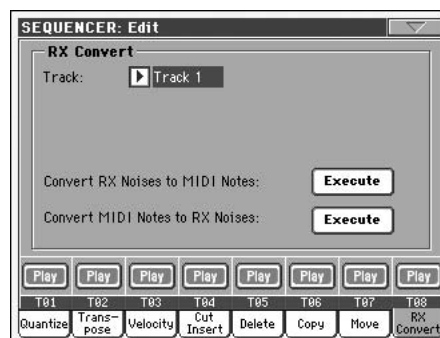 SEQUENCER: Edit
RX Convert
Track: Track 1
Convert RX Noises to MIDI Notes: Execute
Convert MIDI Notes to RX Noises: Execute
Play Play Play Play Play Play Play Play
T01 T02 T03 T04 T05 T06 T07 T08
Quantize Trans- Velocity Cut Delete Copy Move RX
pose Insert Convert